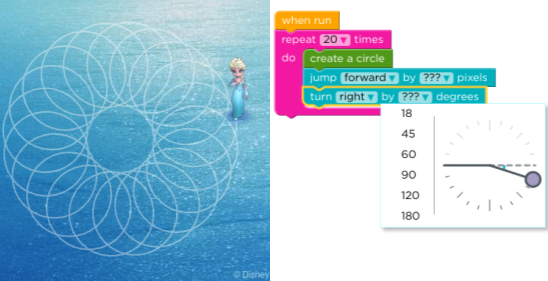 when run
repeat 20 ▼ times
do create a circle
jump forward ▼ by ??? ▼ pixels
turn right ▼ by ??? ▼ degrees
18
45
60
90
120
180
© Disney